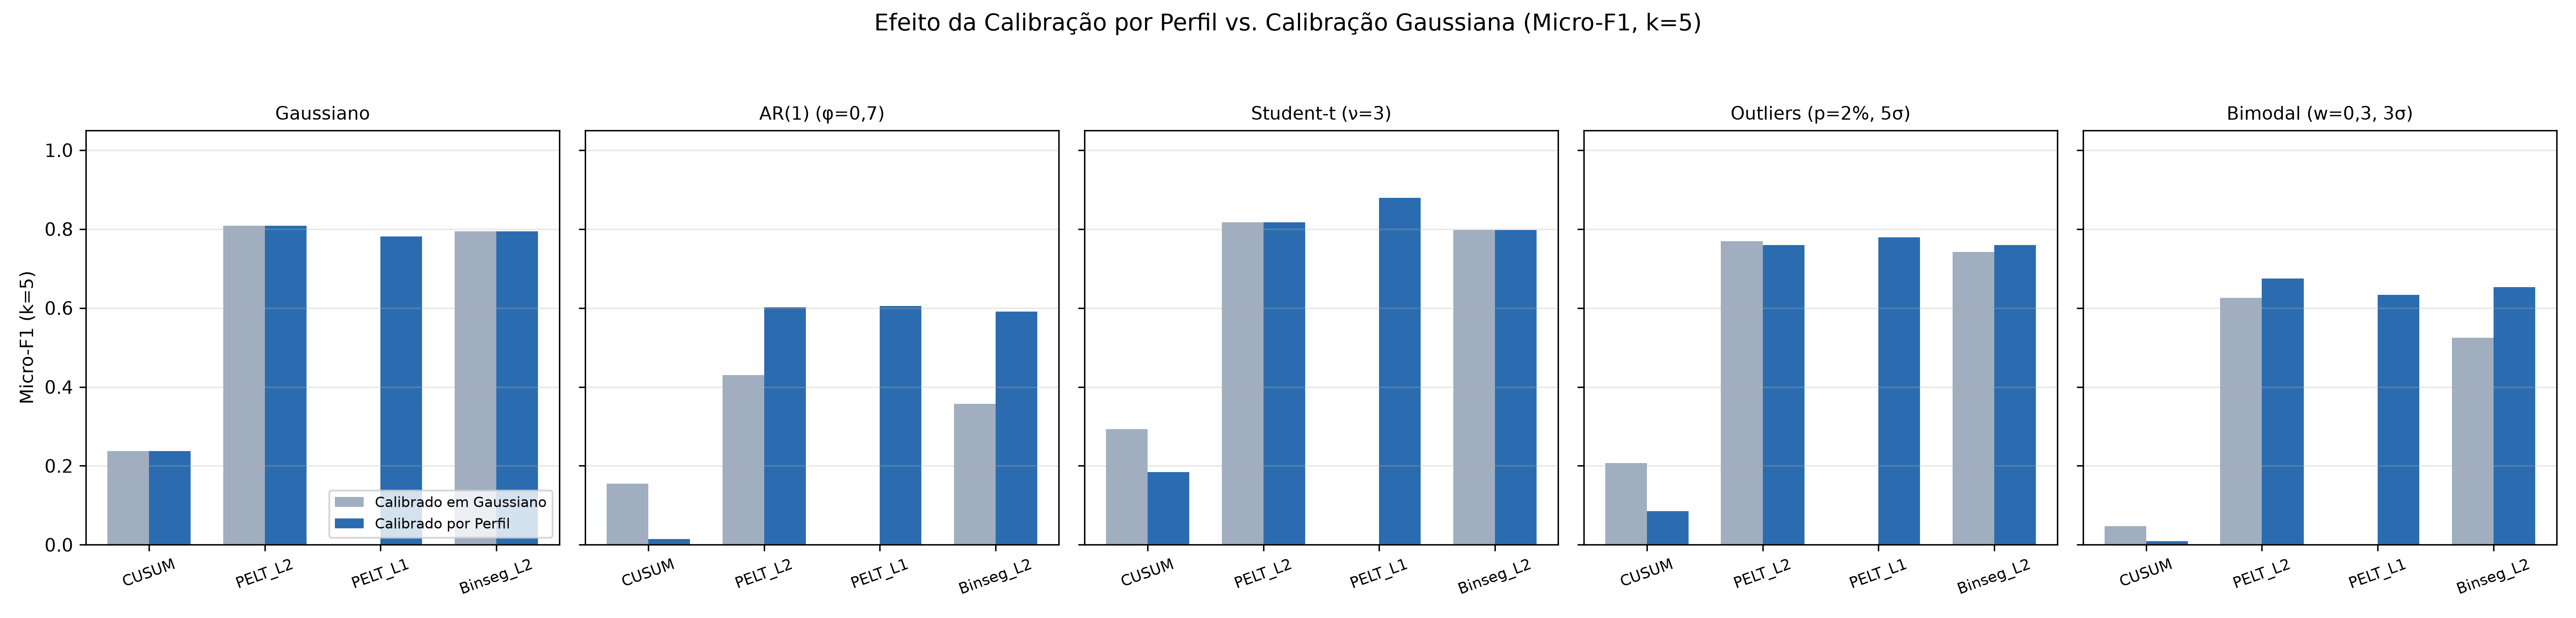 Efeito da Calibração por Perfil vs. Calibração Gaussiana (Micro-F1, k=5)
Gaussiano
AR(1) (φ=0,7)
Student-t (ν=3)
Outliers (p=2%, 5σ)
Bimodal (w=0,3, 3σ)
Micro-F1 (k=5)
1.0
0.8
0.6
0.4
0.2
0.0
Calibrado em Gaussiano
Calibrado por Perfil
CUSUM PELT_L2 PELT_L1 Binseg_L2
CUSUM PELT_L2 PELT_L1 Binseg_L2
CUSUM PELT_L2 PELT_L1 Binseg_L2
CUSUM PELT_L2 PELT_L1 Binseg_L2
CUSUM PELT_L2 PELT_L1 Binseg_L2